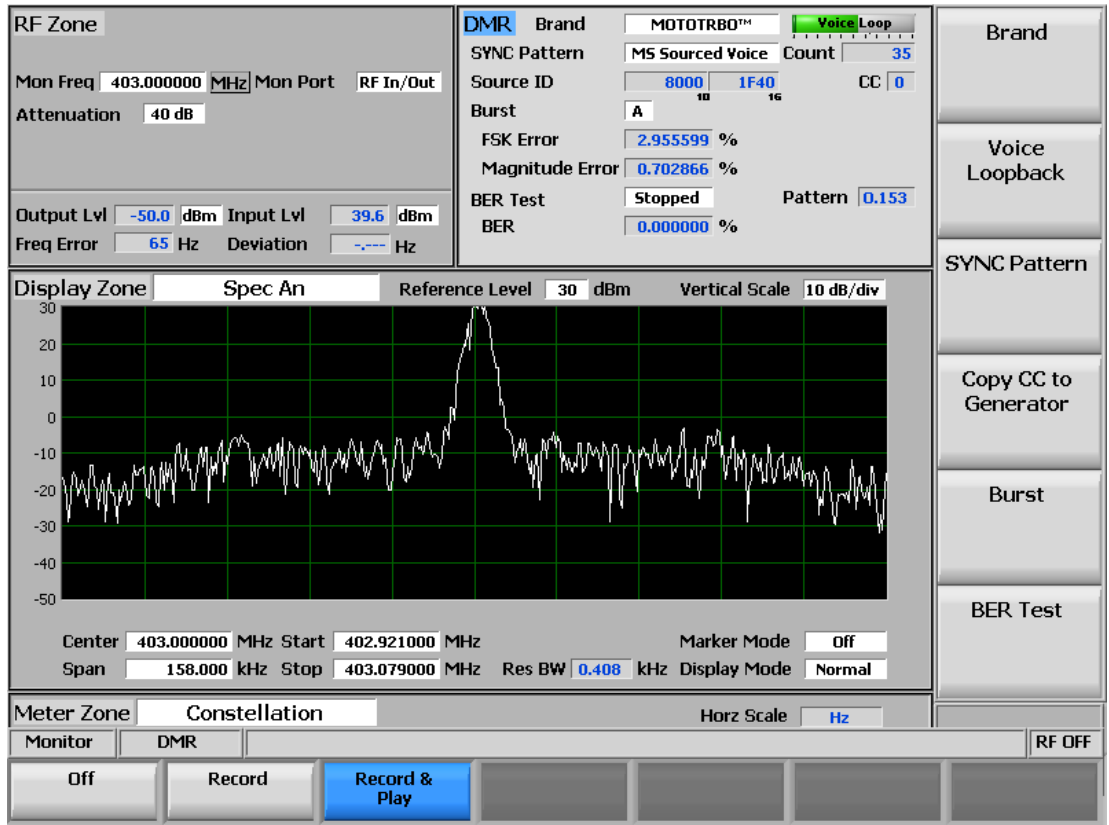 RF Zone
Mon Freq 403.000000 MHz Mon Port RF In/Out
Attenuation 40 dB
Output Lvl -50.0 dBm Input Lvl 39.6 dBm
Freq Error 65 Hz Deviation -.--- Hz
DMR Brand MOTOTRBO™ Voice Loop
SYNC Pattern MS Sourced Voice Count 35
Source ID 8000 1F40 CC 0
10 16
Burst A
FSK Error 2.955599 %
Magnitude Error 0.702866 %
BER Test Stopped Pattern 0.153
BER 0.000000 %
Display Zone Spec An Reference Level 30 dBm Vertical Scale 10 dB/div
30
20
10
0
-10
-20
-30
-40
-50
Center 403.000000 MHz Start 402.921000 MHz Marker Mode Off
Span 158.000 kHz Stop 403.079000 MHz Res BW 0.408 kHz Display Mode Normal
Meter Zone Constellation Horz Scale Hz
Monitor DMR RF OFF
Off Record Record &
Play
Brand
Voice
Loopback
SYNC Pattern
Copy CC to
Generator
Burst
BER Test